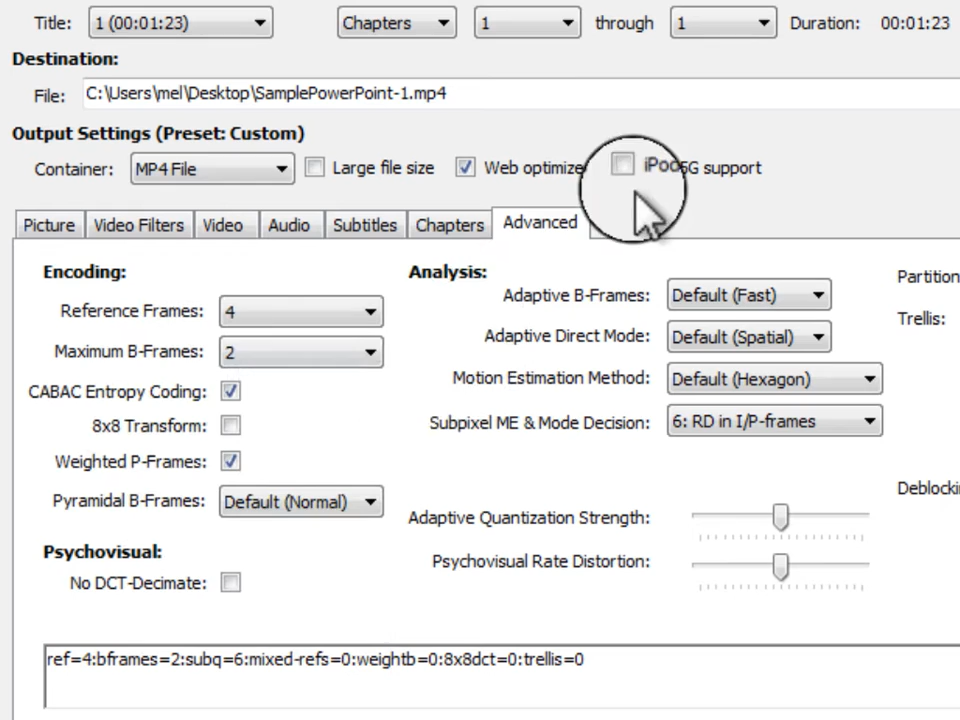 Title: 1 (00:01:23) Chapters 1 through 1 Duration: 00:01:23
Destination:
File: C:\Users\mel\Desktop\SamplePowerPoint-1.mp4
Output Settings (Preset: Custom)
Container: MP4 File Large file size Web optimize iPod 5G support
Picture Video Filters Video Audio Subtitles Chapters Advanced
Encoding: Analysis: Partition
Reference Frames: 4 Adaptive B-Frames: Default (Fast) Trellis:
Maximum B-Frames: 2 Adaptive Direct Mode: Default (Spatial)
CABAC Entropy Coding: Motion Estimation Method: Default (Hexagon)
8x8 Transform: Subpixel ME & Mode Decision: 6: RD in I/P-frames
Weighted P-Frames:
Pyramidal B-Frames: Default (Normal) Deblocki
Adaptive Quantization Strength:
Psychovisual: Psychovisual Rate Distortion:
No DCT-Decimate:
ref=4:bframes=2:subq=6:mixed-refs=0:weightb=0:8x8dct=0:trellis=0